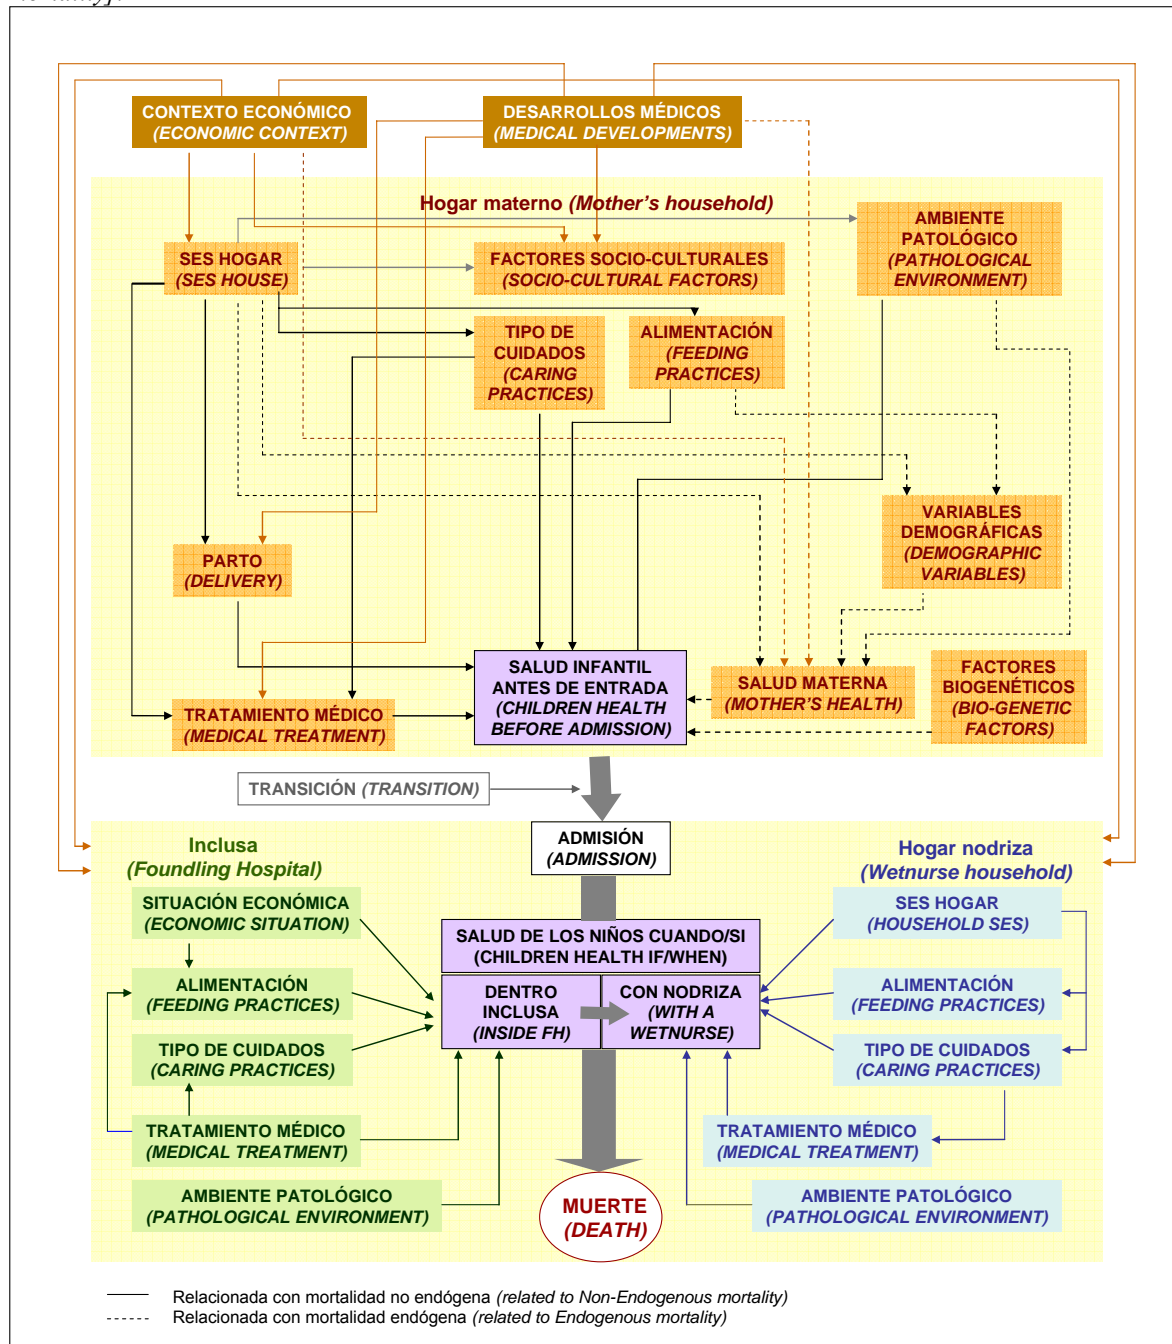 CONTEXTO ECONÓMICO
(ECONOMIC CONTEXT)
DESARROLLOS MÉDICOS
(MEDICAL DEVELOPMENTS)
Hogar materno (Mother's household)
SES HOGAR
(SES HOUSE)
FACTORES SOCIO-CULTURALES
(SOCIO-CULTURAL FACTORS)
AMBIENTE
PATOLÓGICO
(PATHOLOGICAL
ENVIRONMENT)
TIPO DE
CUIDADOS
(CARING
PRACTICES)
ALIMENTACIÓN
(FEEDING
PRACTICES)
VARIABLES
DEMOGRÁFICAS
(DEMOGRAPHIC
VARIABLES)
PARTO
(DELIVERY)
SALUD INFANTIL
ANTES DE ENTRADA
(CHILDREN HEALTH
BEFORE ADMISSION)
SALUD MATERNA
(MOTHER'S HEALTH)
FACTORES
BIOGENÉTICOS
(BIO-GENETIC
FACTORS)
TRATAMIENTO MÉDICO
(MEDICAL TREATMENT)
TRANSICIÓN (TRANSITION)
ADMISIÓN
(ADMISSION)
Inclusa
(Foundling Hospital)
Hogar nodriza
(Wetnurse household)
SITUACIÓN ECONÓMICA
(ECONOMIC SITUATION)
SES HOGAR
(HOUSEHOLD SES)
SALUD DE LOS NIÑOS CUANDO/SI
(CHILDREN HEALTH IF/WHEN)
ALIMENTACIÓN
(FEEDING PRACTICES)
DENTRO
INCLUSA
(INSIDE FH)
CON NODRIZA
(WITH A
WETNURSE)
ALIMENTACIÓN
(FEEDING PRACTICES)
TIPO DE CUIDADOS
(CARING PRACTICES)
TIPO DE CUIDADOS
(CARING PRACTICES)
TRATAMIENTO MÉDICO
(MEDICAL TREATMENT)
TRATAMIENTO MÉDICO
(MEDICAL TREATMENT)
AMBIENTE PATOLÓGICO
(PATHOLOGICAL ENVIRONMENT)
MUERTE
(DEATH)
AMBIENTE PATOLÓGICO
(PATHOLOGICAL ENVIRONMENT)
Relacionada con mortalidad no endógena (related to Non-Endogenous mortality)
Relacionada con mortalidad endógena (related to Endogenous mortality)